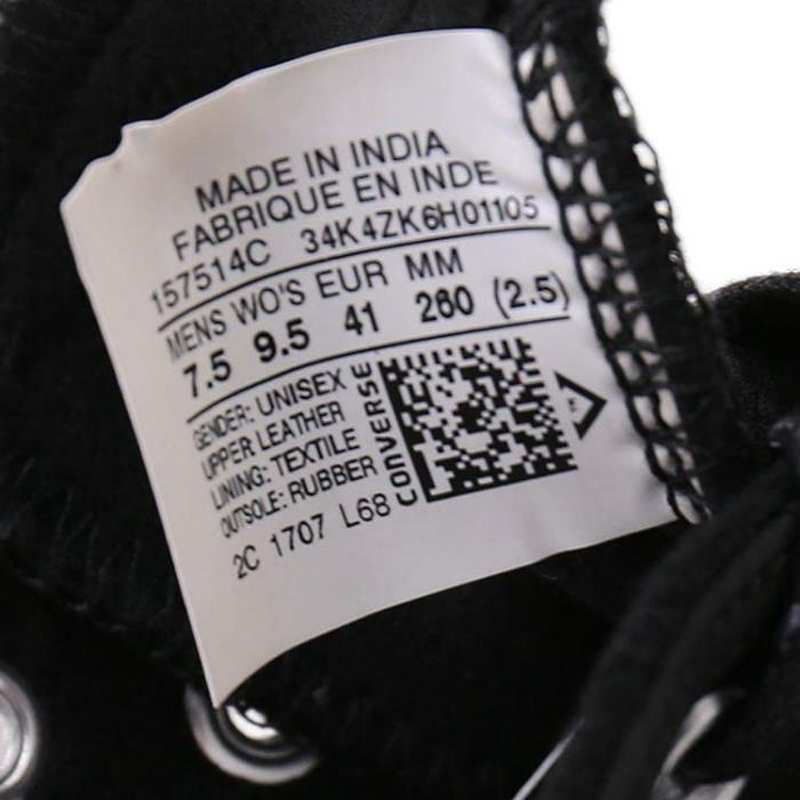 MADE IN INDIA
FABRIQUE EN INDE
157514C 34K4ZK6H01105
MENS WO'S EUR MM
7.5 9.5 41 260 (2.5)
GENDER: UNISEX
UPPER LEATHER
LINING: TEXTILE
OUTSOLE: RUBBER
CONVERSE
2C 1707 L68